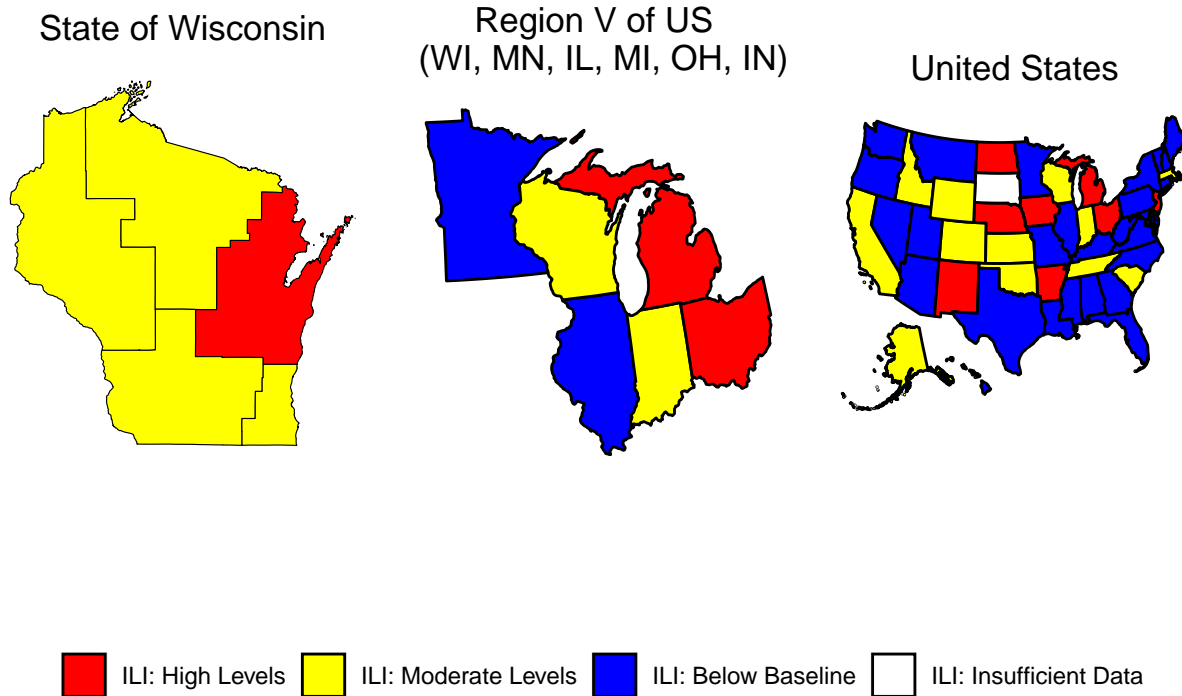 State of Wisconsin
Region V of US
(WI, MN, IL, MI, OH, IN)
United States
ILI: High Levels
ILI: Moderate Levels
ILI: Below Baseline
ILI: Insufficient Data